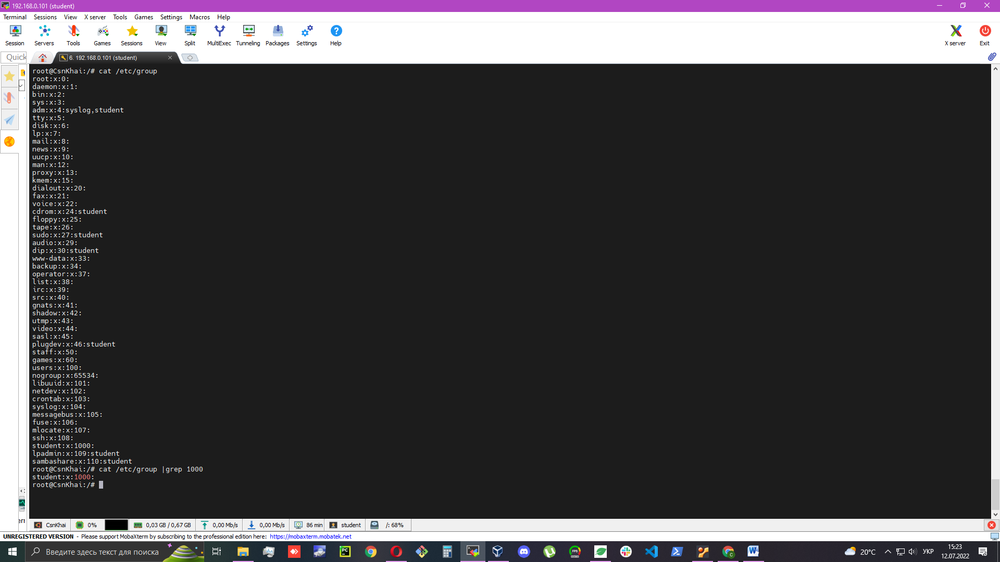 192.168.0.101 (student)
Terminal Sessions View X server Tools Games Settings Macros Help
Session Servers Tools Games Sessions View Split MultiExec Tunneling Packages Settings Help X server Exit
Quick 6. 192.168.0.101 (student)
root@CsnKhai:/# cat /etc/group
root:x:0:
daemon:x:1:
bin:x:2:
sys:x:3:
adm:x:4:syslog,student
tty:x:5:
disk:x:6:
lp:x:7:
mail:x:8:
news:x:9:
uucp:x:10:
man:x:12:
proxy:x:13:
kmem:x:15:
dialout:x:20:
fax:x:21:
voice:x:22:
cdrom:x:24:student
floppy:x:25:
tape:x:26:
sudo:x:27:student
audio:x:29:
dip:x:30:student
www-data:x:33:
backup:x:34:
operator:x:37:
list:x:38:
irc:x:39:
src:x:40:
gnats:x:41:
shadow:x:42:
utmp:x:43:
video:x:44:
sasl:x:45:
plugdev:x:46:student
staff:x:50:
games:x:60:
users:x:100:
nogroup:x:65534:
libuuid:x:101:
netdev:x:102:
crontab:x:103:
syslog:x:104:
messagebus:x:105:
fuse:x:106:
mlocate:x:107:
ssh:x:108:
student:x:1000:
lpadmin:x:109:student
sambashare:x:110:student
root@CsnKhai:/# cat /etc/group |grep 1000
student:x:1000:
root@CsnKhai:/#
CsnKhai 0% 0,03 GB / 0,67 GB 0,00 Mb/s 0,00 Mb/s 86 min student /: 68%
UNREGISTERED VERSION - Please support MobaXterm by subscribing to the professional edition here: https://mobaxterm.mobatek.net
Введите здесь текст для поиска 20°C УКР 15:23
12.07.2022